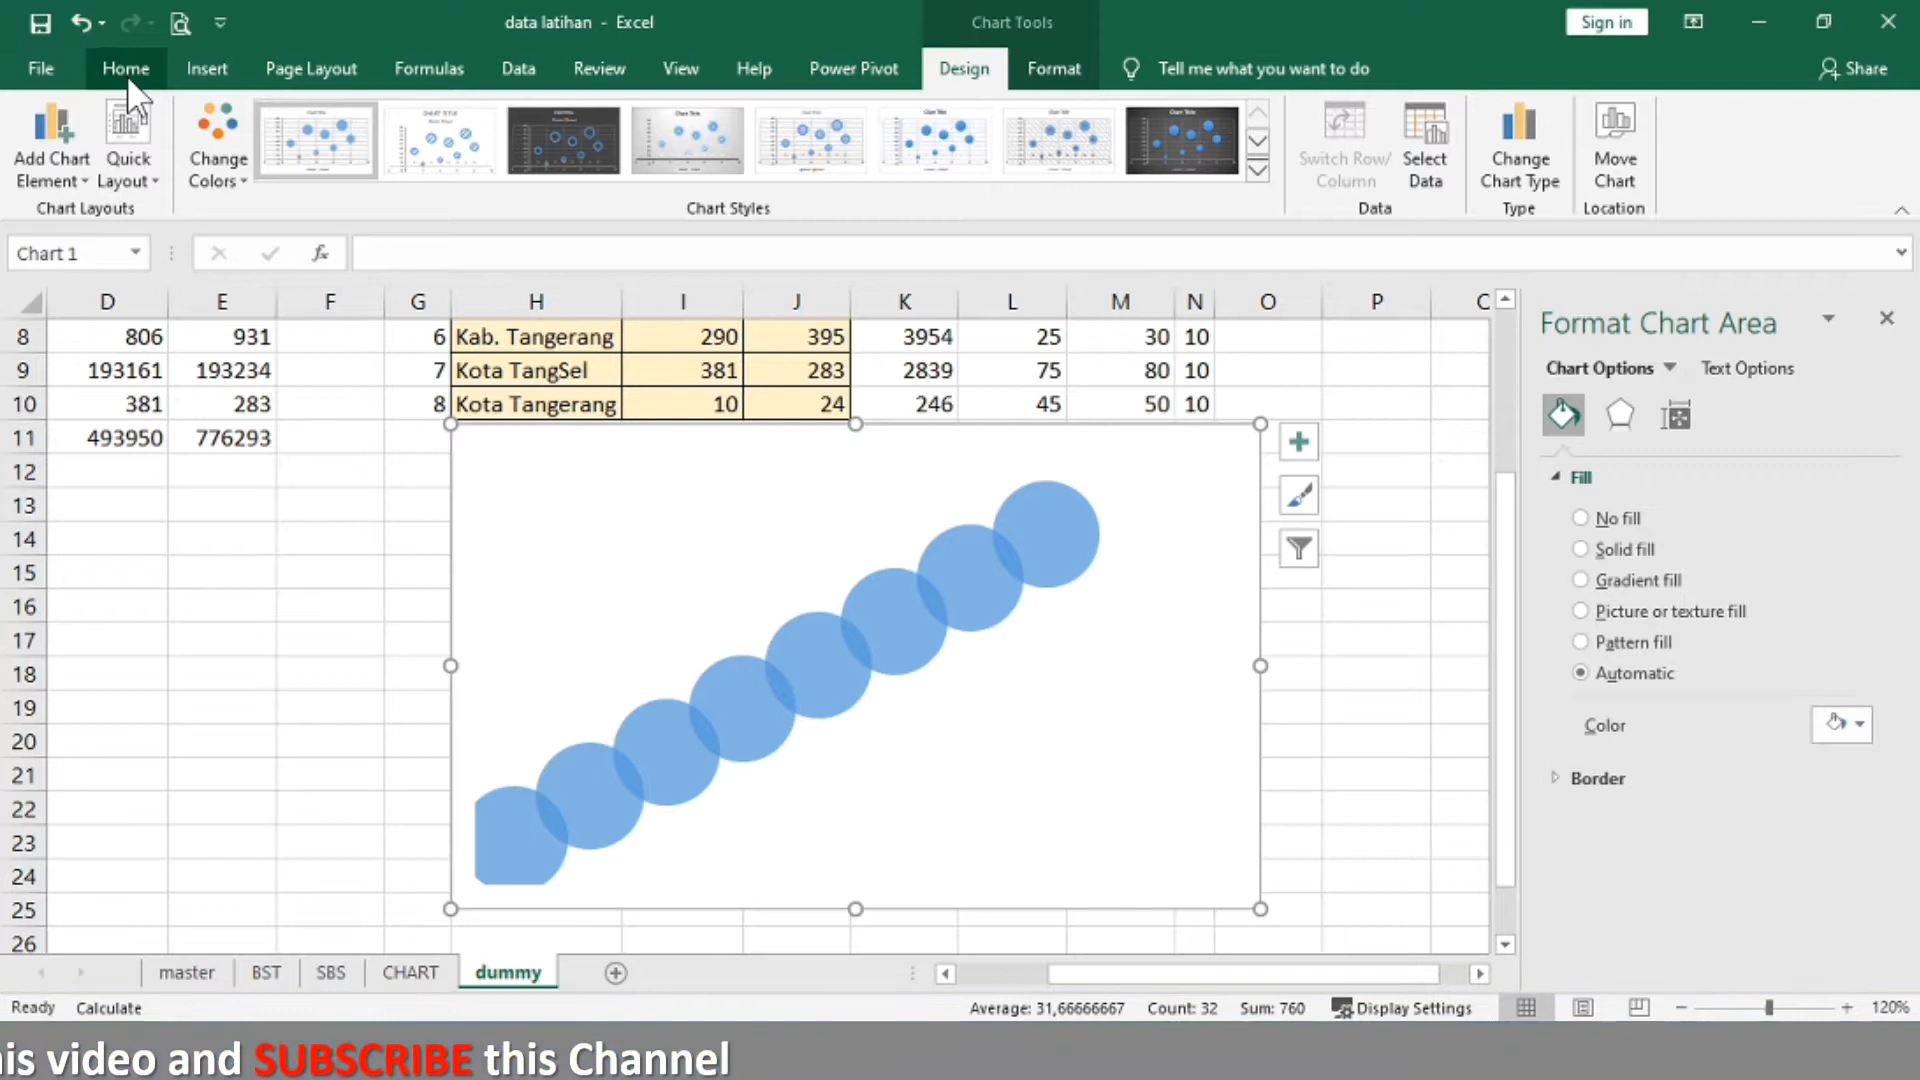 data latihan - Excel
Chart Tools
Sign in
File Home Insert Page Layout Formulas Data Review View Help Power Pivot Design Format Tell me what you want to do Share
Add Chart Element
Quick Layout
Chart Layouts
Change Colors
Chart Styles
Switch Row/ Column
Select Data
Data
Change Chart Type
Type
Move Chart
Location
Chart 1
fx
D E F G H I J K L M N O P
8 806 931 6 Kab. Tangerang 290 395 3954 25 30 10
9 193161 193234 7 Kota TangSel 381 283 2839 75 80 10
10 381 283 8 Kota Tangerang 10 24 246 45 50 10
11 493950 776293
12
13
14
15
16
17
18
19
20
21
22
23
24
25
26
Format Chart Area
Chart Options Text Options
Fill
No fill
Solid fill
Gradient fill
Picture or texture fill
Pattern fill
Automatic
Color
Border
master BST SBS CHART dummy
Ready Calculate Average: 31,66666667 Count: 32 Sum: 760 Display Settings 120%
his video and SUBSCRIBE this Channel